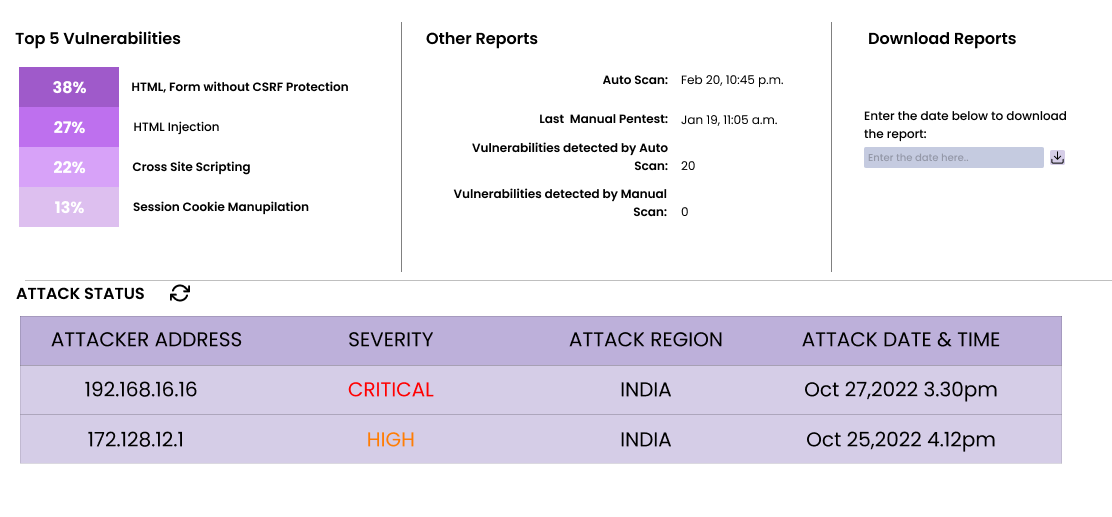 Top 5 Vulnerabilities
38% HTML, Form without CSRF Protection
27% HTML Injection
22% Cross Site Scripting
13% Session Cookie Manupilation
Other Reports
Auto Scan: Feb 20, 10:45 p.m.
Last Manual Pentest: Jan 19, 11:05 a.m.
Vulnerabilities detected by Auto
Scan: 20
Vulnerabilities detected by Manual
Scan: 0
Download Reports
Enter the date below to download
the report:
Enter the date here..
ATTACK STATUS
ATTACKER ADDRESS SEVERITY ATTACK REGION ATTACK DATE & TIME
192.168.16.16 CRITICAL INDIA Oct 27,2022 3.30pm
172.128.12.1 HIGH INDIA Oct 25,2022 4.12pm